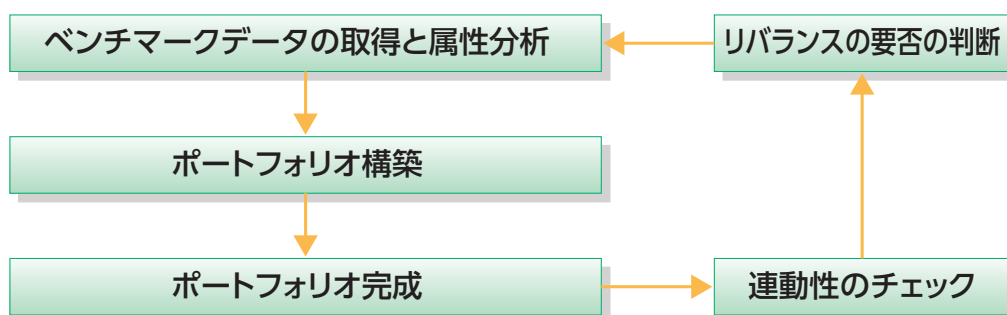 ベンチマークデータの取得と属性分析
リバランスの要否の判断
ポートフォリオ構築
ポートフォリオ完成
連動性のチェック